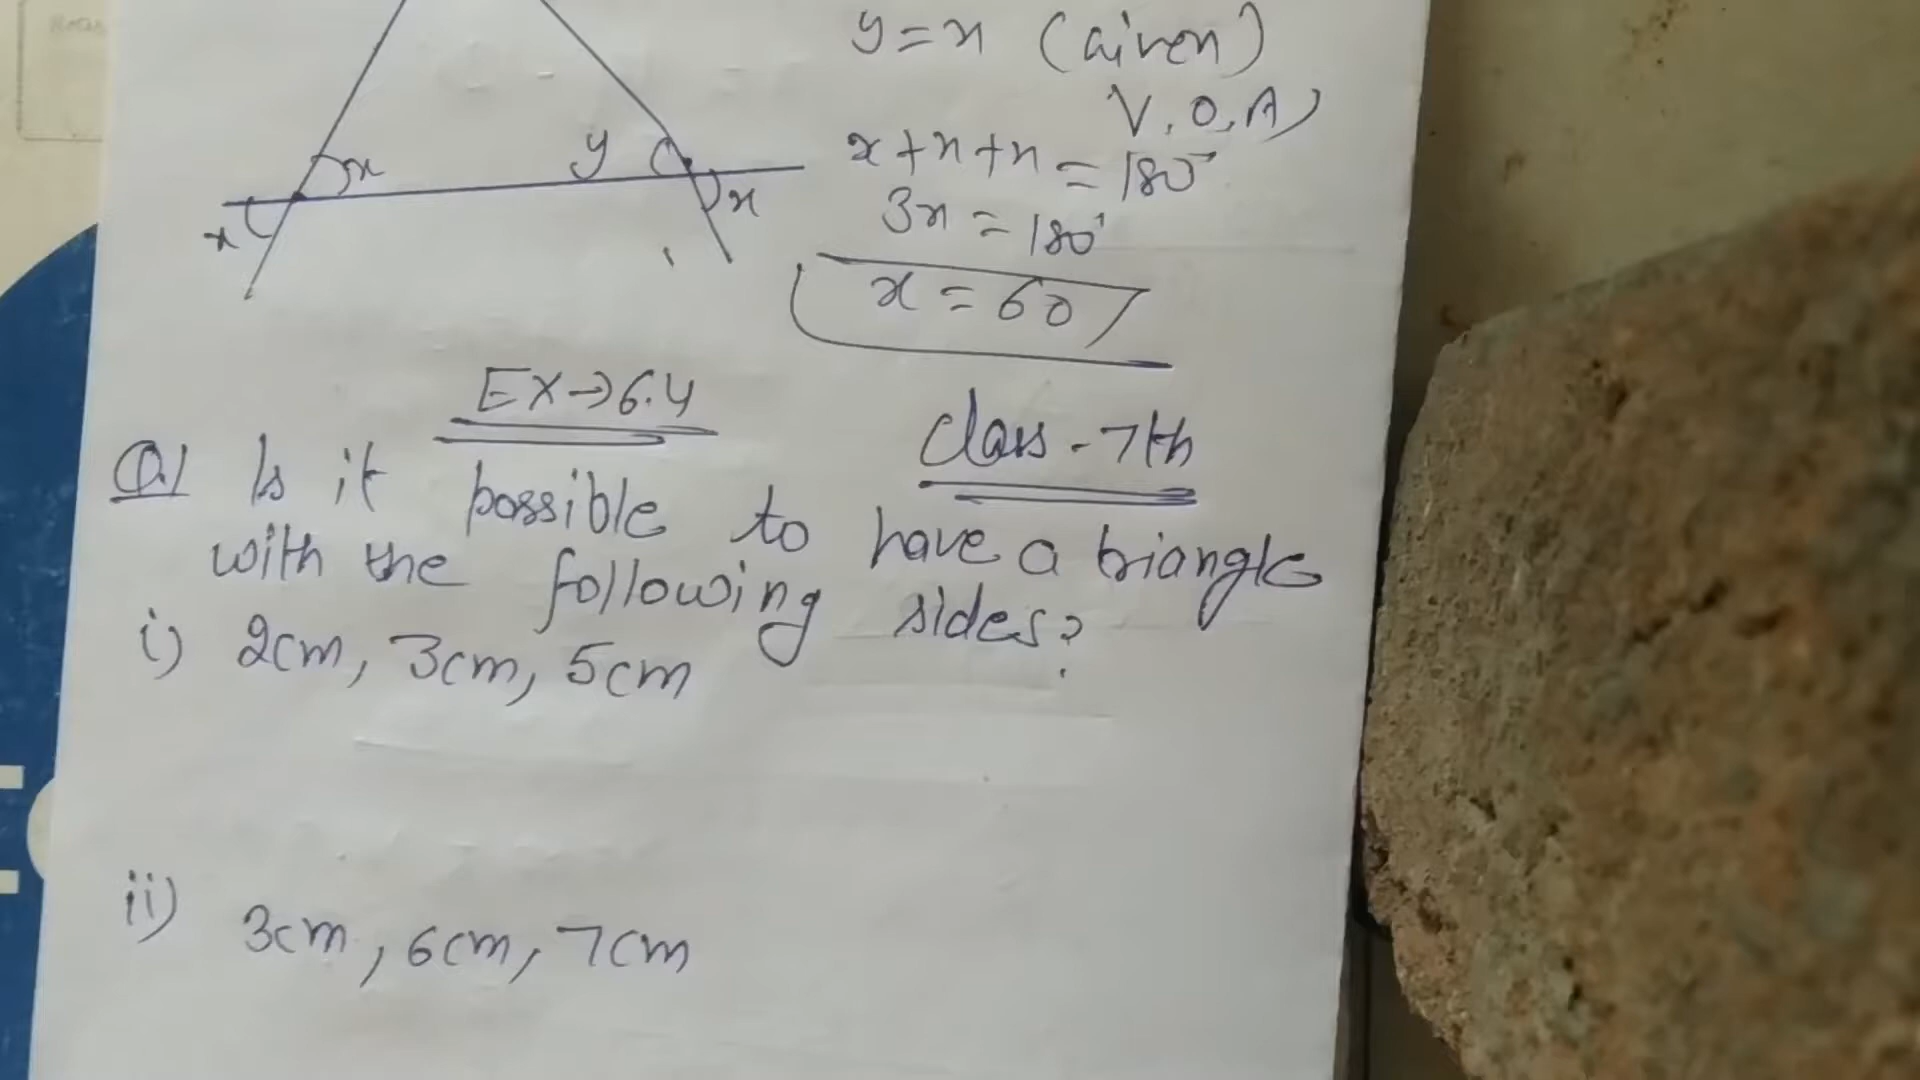 y = x (Given)
V.O.A)
x + x + x = 180°
3x = 180°
x = 60
y
x
x
x
Ex → 6.4
Class - 7th
Q.1 Is it possible to have a triangle
with the following sides?
i) 2cm, 3cm, 5cm
ii) 3cm, 6cm, 7cm